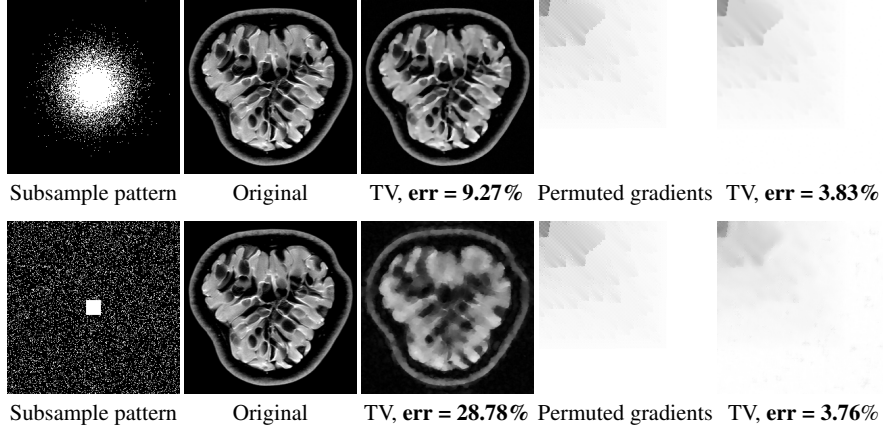 Subsample pattern Original TV, err = 9.27% Permuted gradients TV, err = 3.83%
Subsample pattern Original TV, err = 28.78% Permuted gradients TV, err = 3.76%